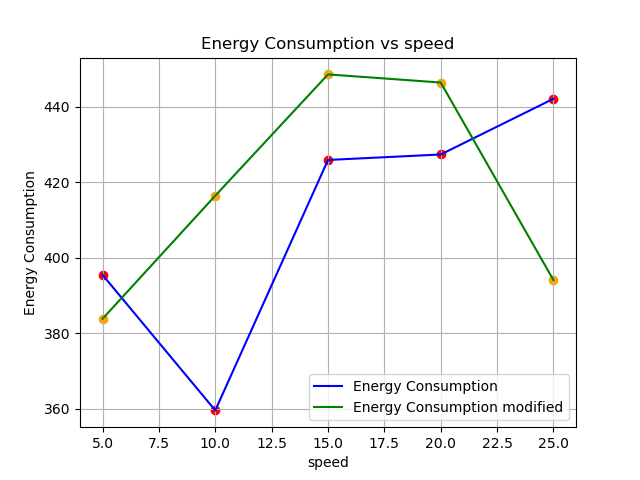 Energy Consumption vs speed
Energy Consumption
440
420
400
380
360
5.0 7.5 10.0 12.5 15.0 17.5 20.0 22.5 25.0
speed
Energy Consumption
Energy Consumption modified